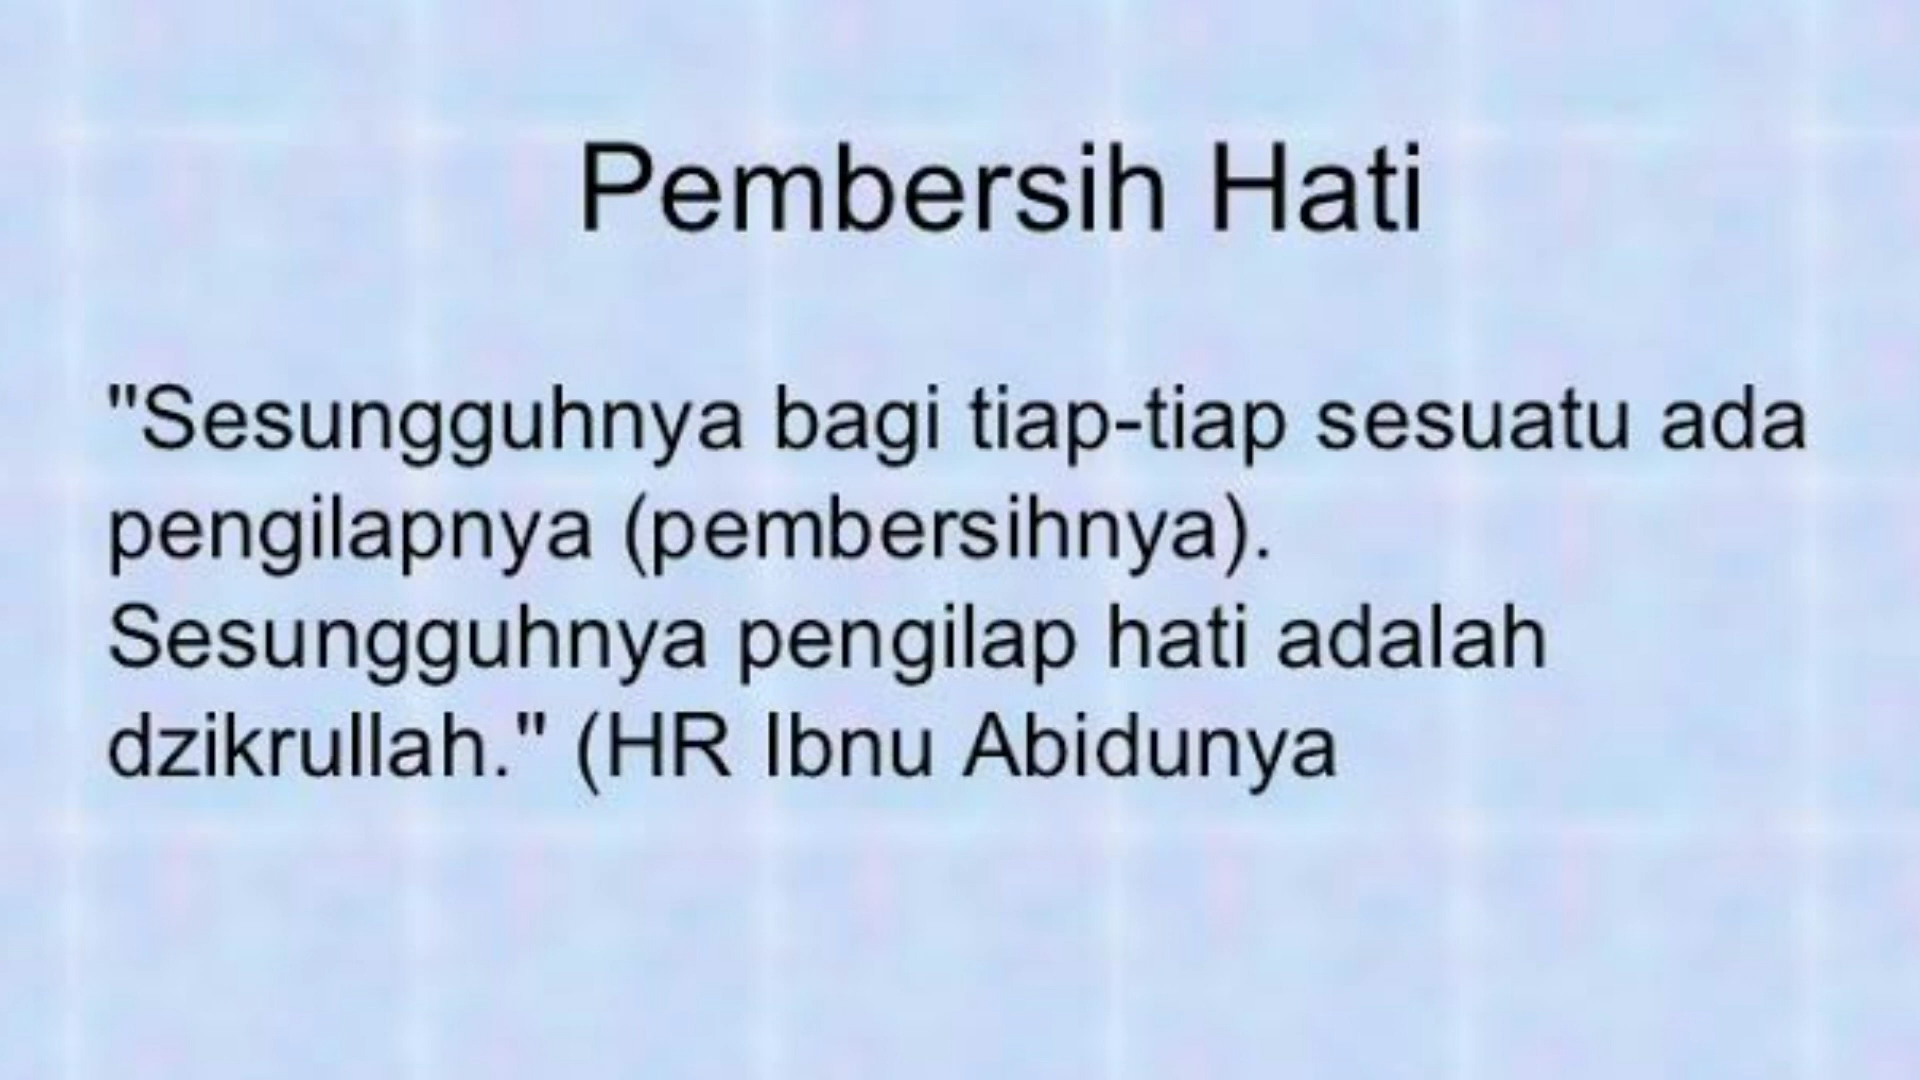 Pembersih Hati
"Sesungguhnya bagi tiap-tiap sesuatu ada
pengilapnya (pembersihnya).
Sesungguhnya pengilap hati adalah
dzikrullah." (HR Ibnu Abidunya